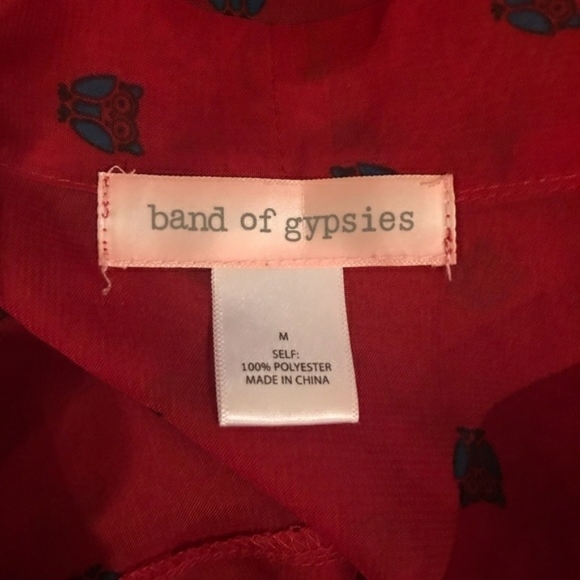 band of gypsies
M
SELF:
100% POLYESTER
MADE IN CHINA